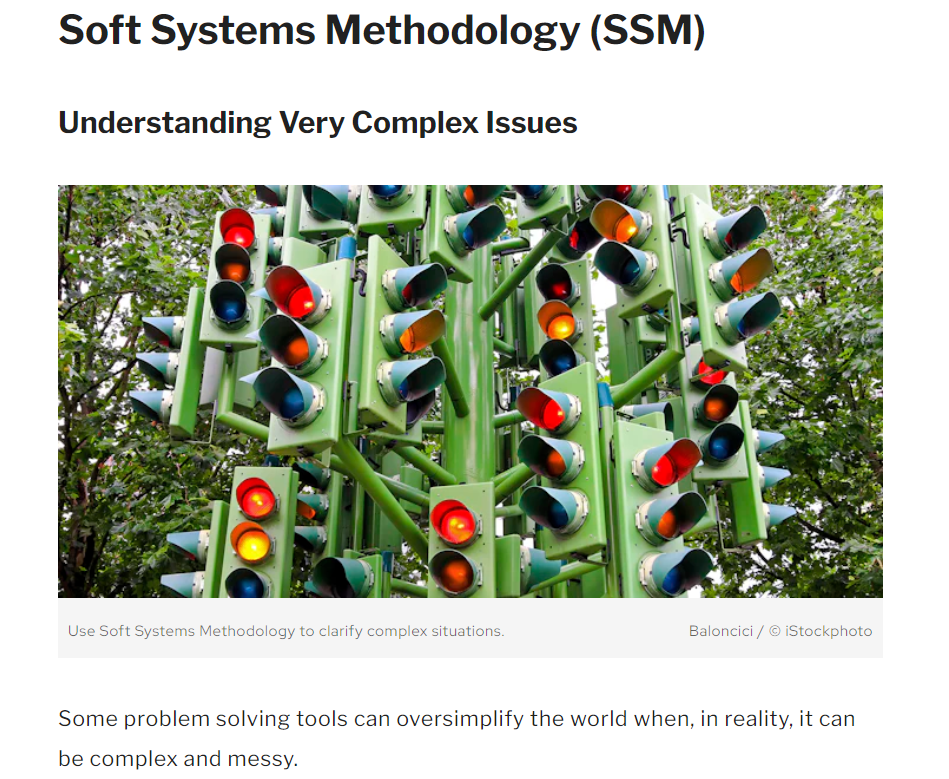 Soft Systems Methodology (SSM)
Understanding Very Complex Issues
Use Soft Systems Methodology to clarify complex situations.
Baloncici / © iStockphoto
Some problem solving tools can oversimplify the world when, in reality, it can
be complex and messy.